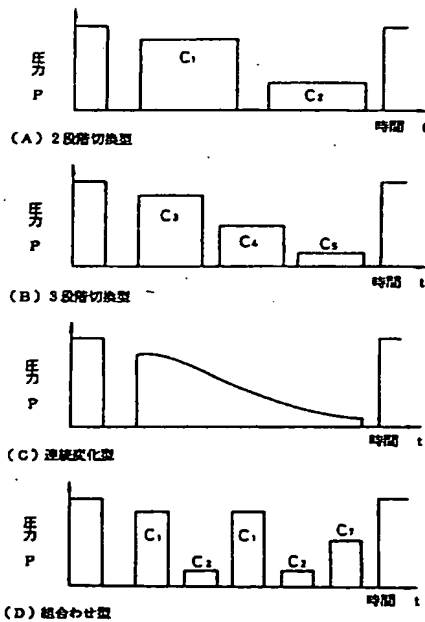 圧力 P
C₁
C₂
時間 t
(A) 2段階切換型
圧力 P
C₃
C₄
C₅
時間 t
(B) 3段階切換型
圧力 P
時間 t
(C) 連続変化型
圧力 P
C₁
C₂
C₁
C₂
C₇
時間 t
(D) 組合わせ型